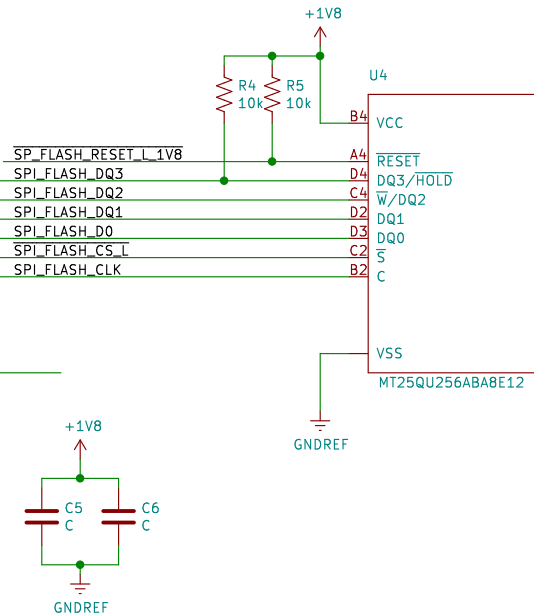 +1V8
U4
R4
10k
R5
10k
B4 VCC
SP_FLASH_RESET_L_1V8 A4 RESET
SPI_FLASH_DQ3 D4 DQ3/HOLD
SPI_FLASH_DQ2 C4 W/DQ2
SPI_FLASH_DQ1 D2 DQ1
SPI_FLASH_D0 D3 DQ0
SPI_FLASH_CS_L C2 S
SPI_FLASH_CLK B2 C
VSS
MT25QU256ABA8E12
GNDREF
+1V8
C5
C
C6
C
GNDREF